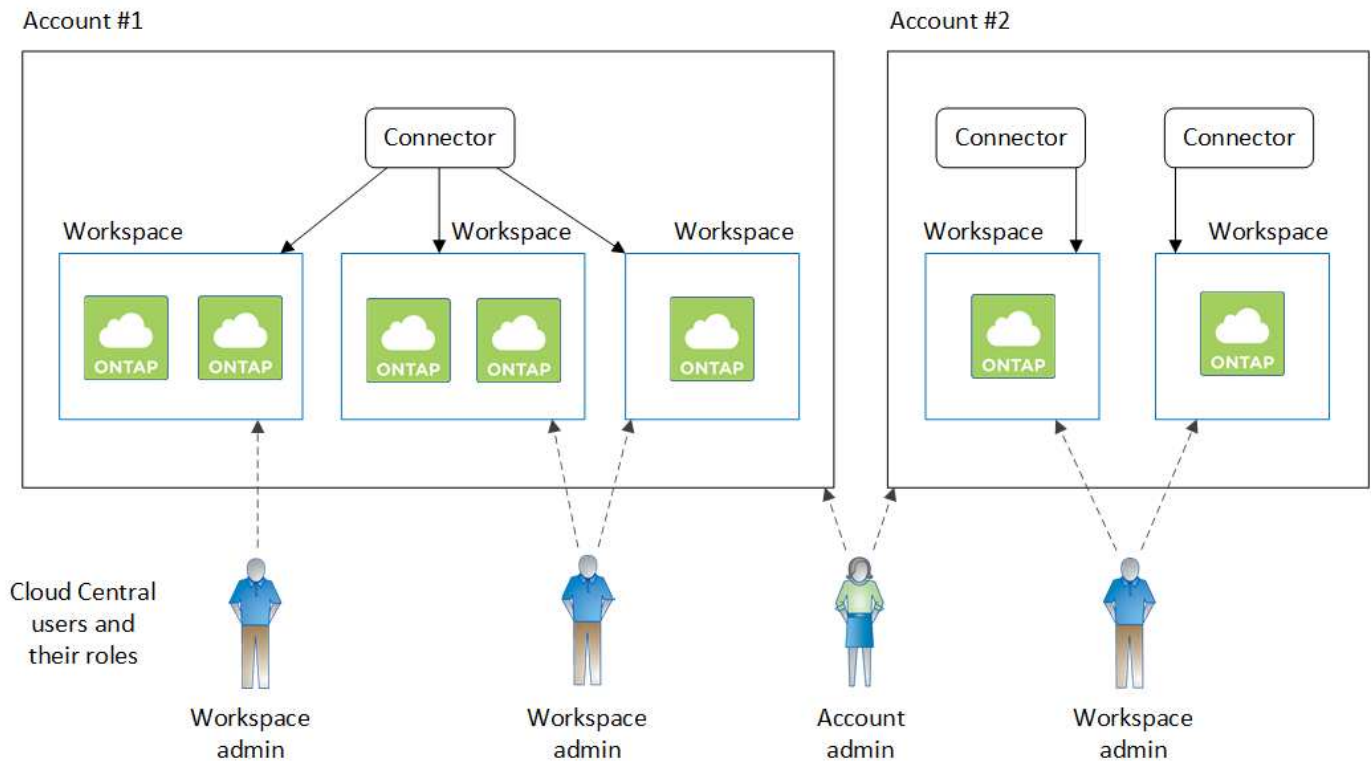 Account #1
Account #2
Connector
Connector
Connector
Workspace
Workspace
Workspace
Workspace
Workspace
ONTAP
ONTAP
ONTAP
ONTAP
ONTAP
ONTAP
ONTAP
Cloud Central
users and
their roles
Workspace
admin
Workspace
admin
Account
admin
Workspace
admin